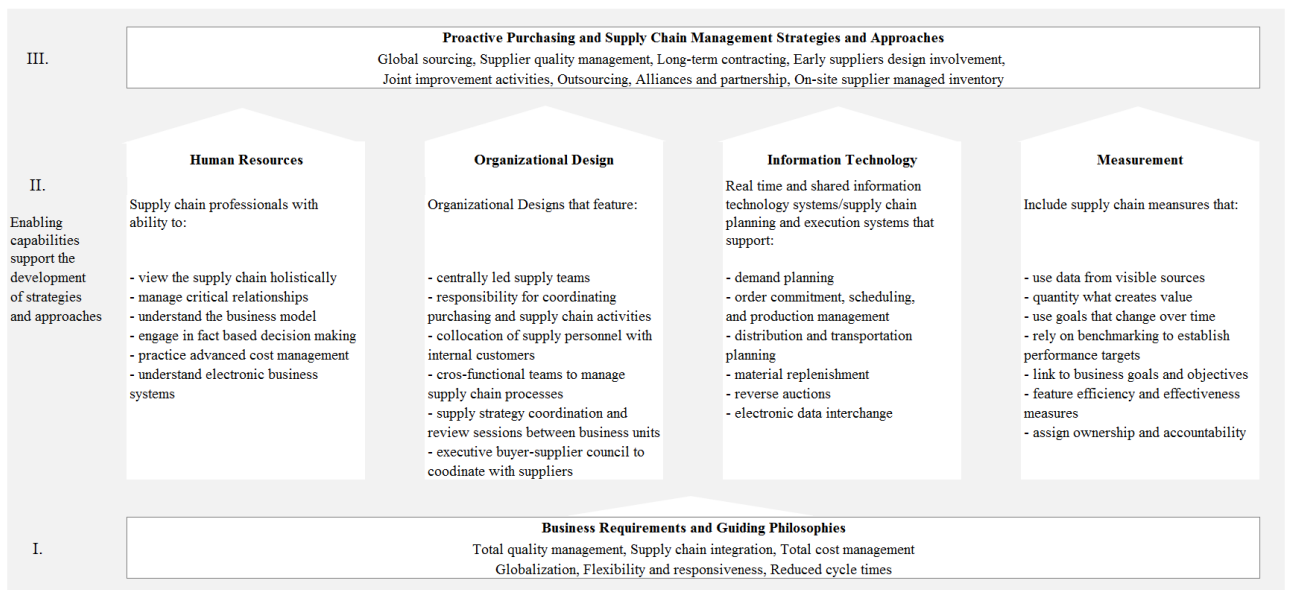 III.
Proactive Purchasing and Supply Chain Management Strategies and Approaches
Global sourcing, Supplier quality management, Long-term contracting, Early suppliers design involvement,
Joint improvement activities, Outsourcing, Alliances and partnership, On-site supplier managed inventory
II.
Enabling
capabilities
support the
development
of strategies
and approaches
Human Resources
Supply chain professionals with
ability to:
- view the supply chain holistically
- manage critical relationships
- understand the business model
- engage in fact based decision making
- practice advanced cost management
- understand electronic business
systems
Organizational Design
Organizational Designs that feature:
- centrally led supply teams
- responsibility for coordinating
purchasing and supply chain activities
- collocation of supply personnel with
internal customers
- cros-functional teams to manage
supply chain processes
- supply strategy coordination and
review sessions between business units
- executive buyer-supplier council to
coodinate with suppliers
Information Technology
Real time and shared information
technology systems/supply chain
planning and execution systems that
support:
- demand planning
- order commitment, scheduling,
and production management
- distribution and transportation
planning
- material replenishment
- reverse auctions
- electronic data interchange
Measurement
Include supply chain measures that:
- use data from visible sources
- quantity what creates value
- use goals that change over time
- rely on benchmarking to establish
performance targets
- link to business goals and objectives
- feature efficiency and effectiveness
measures
- assign ownership and accountability
I.
Business Requirements and Guiding Philosophies
Total quality management, Supply chain integration, Total cost management
Globalization, Flexibility and responsiveness, Reduced cycle times